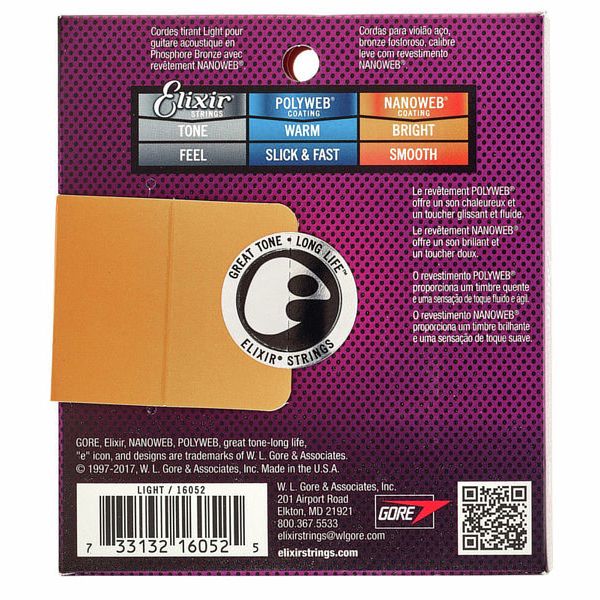 Cordes tirant Light pour
guitare acoustique en
Phosphore Bronze avec
revêtement NANOWEB®.
Cordas para violão aço,
bronze fosforoso, calibre
leve com revestimento
NANOWEB®.
Elixir STRINGS
POLYWEB® COATING
NANOWEB® COATING
TONE
WARM
BRIGHT
FEEL
SLICK & FAST
SMOOTH
Le revêtement POLYWEB®
offre un son chaleureux et
un toucher glissant et fluide.
Le revêtement NANOWEB®
offre un son brillant et
un toucher doux.
O revestimento POLYWEB®
proporciona um timbre quente
e uma sensação de toque fluido e ágil.
O revestimento NANOWEB®
proporciona um timbre brilhante
e uma sensação de toque suave.
GREAT TONE • LONG LIFE™
ELIXIR® STRINGS
GORE, Elixir, NANOWEB, POLYWEB, great tone-long life,
"e" icon, and designs are trademarks of W. L. Gore & Associates.
© 1997-2017, W. L. Gore & Associates, Inc. Made in the U.S.A.
LIGHT / 16052
7 33132 16052 5
W. L. Gore & Associates, Inc.
201 Airport Road
Elkton, MD 21921
800.367.5533
elixirstrings@wlgore.com
elixirstrings.com
GORE